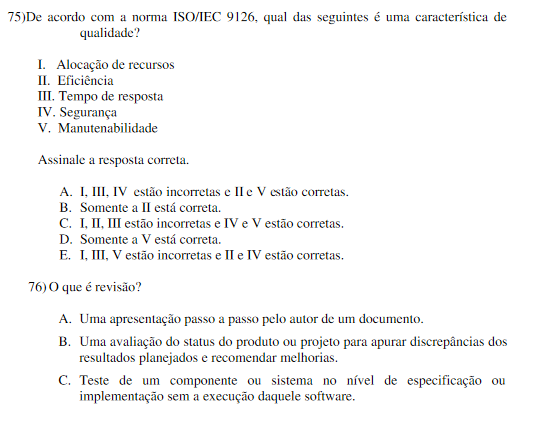 75)De acordo com a norma ISO/IEC 9126, qual das seguintes é uma característica de
qualidade?
I. Alocação de recursos
II. Eficiência
III. Tempo de resposta
IV. Segurança
V. Manutenabilidade
Assinale a resposta correta.
A. I, III, IV estão incorretas e II e V estão corretas.
B. Somente a II está correta.
C. I, II, III estão incorretas e IV e V estão corretas.
D. Somente a V está correta.
E. I, III, V estão incorretas e II e IV estão corretas.
76) O que é revisão?
A. Uma apresentação passo a passo pelo autor de um documento.
B. Uma avaliação do status do produto ou projeto para apurar discrepâncias dos
resultados planejados e recomendar melhorias.
C. Teste de um componente ou sistema no nível de especificação ou
implementação sem a execução daquele software.